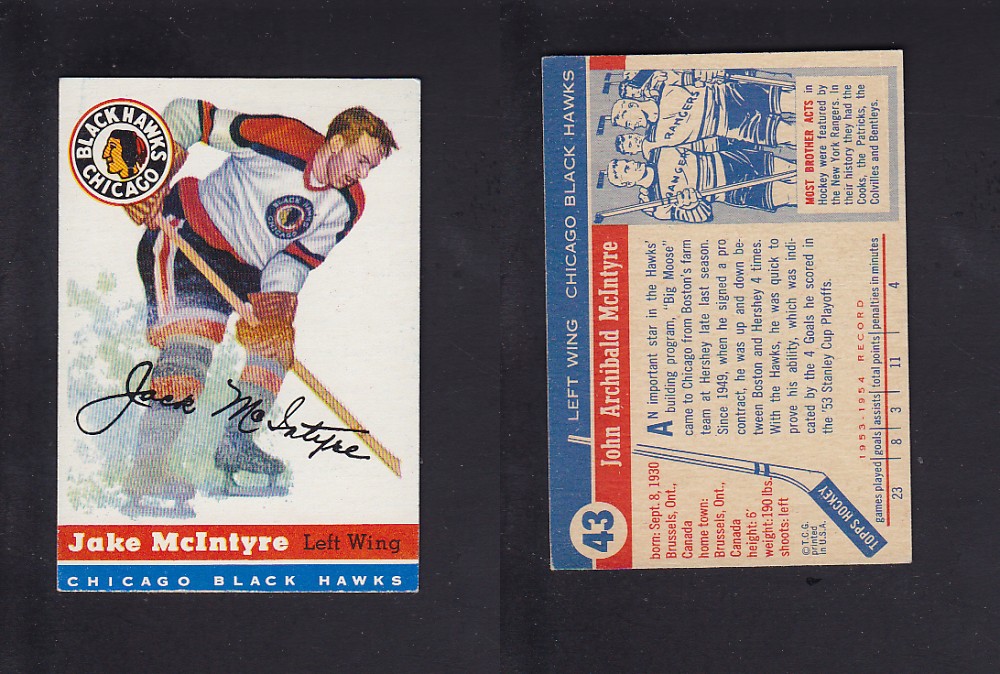 BLACK HAWKS
CHICAGO
Jack McIntyre
Jake McIntyre Left Wing
CHICAGO BLACK HAWKS
43
LEFT WING CHICAGO BLACK HAWKS
John Archibald McIntyre
born: Sept. 8, 1930
Brussels, Ont.,
Canada
home town:
Brussels, Ont.,
Canada
height: 6'
weight: 190 lbs.
shoots: left
© T.C.G.
printed
in U.S.A.
TOPPS HOCKEY
AN important star in the Hawks'
building program, "Big Moose"
came to Chicago from Boston's farm
team at Hershey late last season.
Since 1949, when he signed a pro
contract, he was up and down be-
tween Boston and Hershey 4 times.
With the Hawks, he was quick to
prove his ability, which was indi-
cated by the 4 Goals he scored in
the '53 Stanley Cup Playoffs.
RANGERS
RANGER
MOST BROTHER ACTS in
Hockey were featured by
the New York Rangers. In
their history they had the
Cooks, the Patricks, the
Colvilles and Bentleys.
1953-1954 RECORD
games played goals assists total points penalties in minutes
23 8 3 11 4